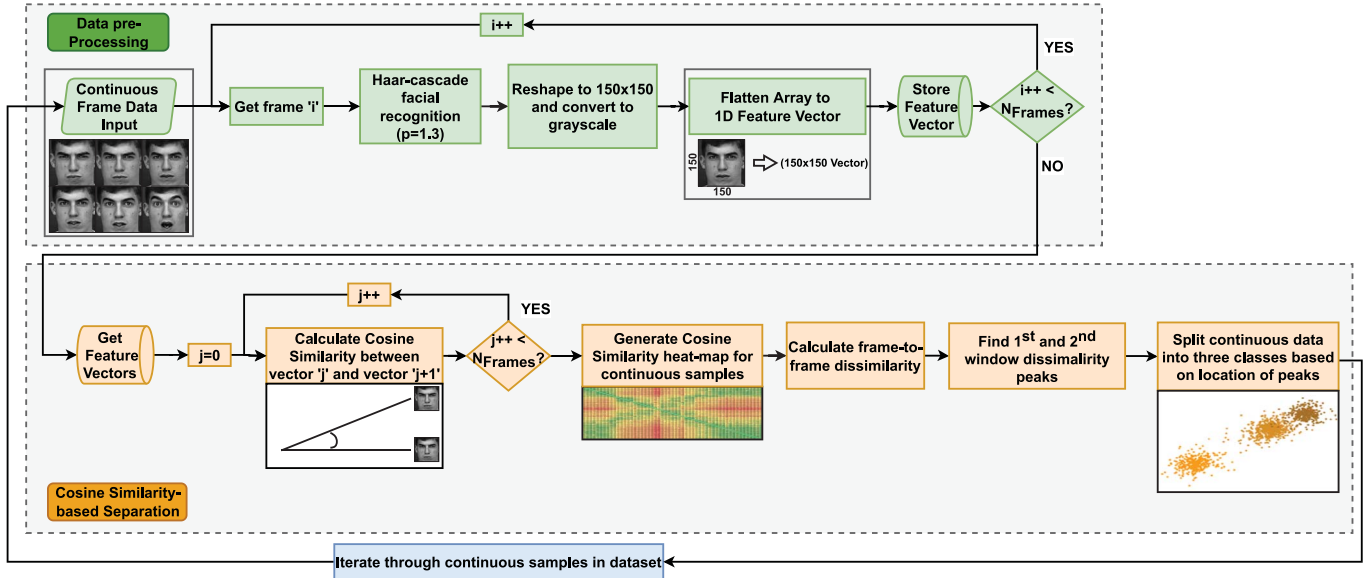 Data pre-
Processing
i++
YES
Continuous
Frame Data
Input
Get frame 'i'
Haar-cascade
facial
recognition
(p=1.3)
Reshape to 150x150
and convert to
grayscale
Flatten Array to
1D Feature Vector
150
(150x150 Vector)
150
Store
Feature
Vector
i++ <
NFrames?
NO
j++
YES
Get
Feature
Vectors
j=0
Calculate Cosine
Similarity between
vector 'j' and vector 'j+1'
j++ <
NFrames?
Generate Cosine
Similarity heat-map for
continuous samples
Calculate frame-to-
frame dissimilarity
Find 1st and 2nd
window dissimalirity
peaks
Split continuous data
into three classes based
on location of peaks
Cosine Similarity-
based Separation
Iterate through continuous samples in dataset